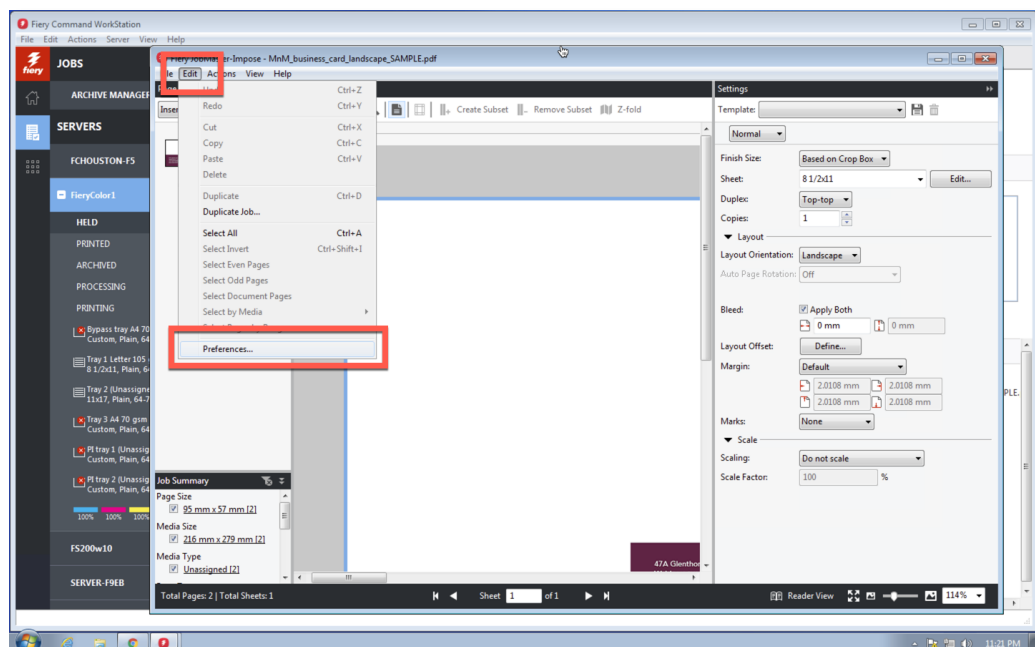 Fiery Command WorkStation
File Edit Actions Server View Help
fiery
JOBS
ARCHIVE MANAGER
SERVERS
FCHOUSTON-F5
FieryColor1
HELD
PRINTED
ARCHIVED
PROCESSING
PRINTING
Bypass tray A4 70
Custom, Plain, 64
Tray 1 Letter 105
8 1/2x11, Plain, 6
Tray 2 (Unassigne
11x17, Plain, 64-7
Tray 3 A4 70 gsm
Custom, Plain, 64
PI tray 1 (Unassig
Custom, Plain, 64
PI tray 2 (Unassig
Custom, Plain, 64
100% 100% 100%
FS200w10
SERVER-F9EB
Fiery JobMaster-Impose - MnM_business_card_landscape_SAMPLE.pdf
Edit Actions View Help
Ctrl+Z
Redo Ctrl+Y
Cut Ctrl+X
Copy Ctrl+C
Paste Ctrl+V
Delete
Duplicate Ctrl+D
Duplicate Job...
Select All Ctrl+A
Select Invert Ctrl+Shift+I
Select Even Pages
Select Odd Pages
Select Document Pages
Select by Media
Preferences...
Inser
Create Subset Remove Subset Z-fold
47A Glenthor
Job Summary
Page Size
95 mm x 57 mm [2]
Media Size
216 mm x 279 mm [2]
Media Type
Unassigned [2]
Total Pages: 2 | Total Sheets: 1
Sheet 1 of 1
Reader View
114%
Settings
Template:
Normal
Finish Size: Based on Crop Box
Sheet: 8 1/2x11 Edit...
Duplex: Top-top
Copies: 1
Layout
Layout Orientation: Landscape
Auto Page Rotation: Off
Bleed: Apply Both
0 mm 0 mm
Layout Offset: Define...
Margin: Default
2.0108 mm 2.0108 mm
2.0108 mm 2.0108 mm
Marks: None
Scale
Scaling: Do not scale
Scale Factor: 100 %
PLE.
11:21 PM